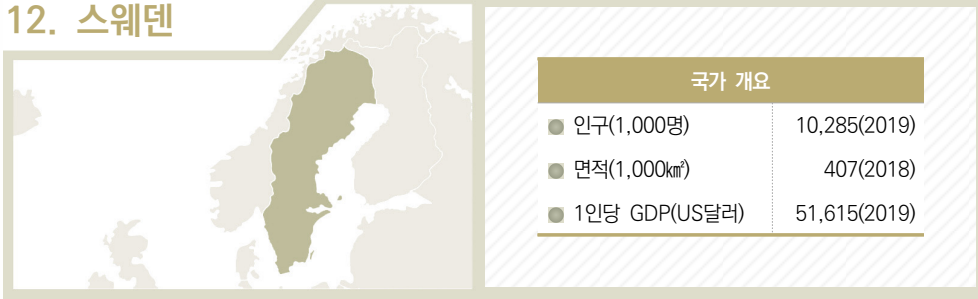 12. 스웨덴
국가 개요
인구(1,000명) 10,285(2019)
면적(1,000㎢) 407(2018)
1인당 GDP(US달러) 51,615(2019)